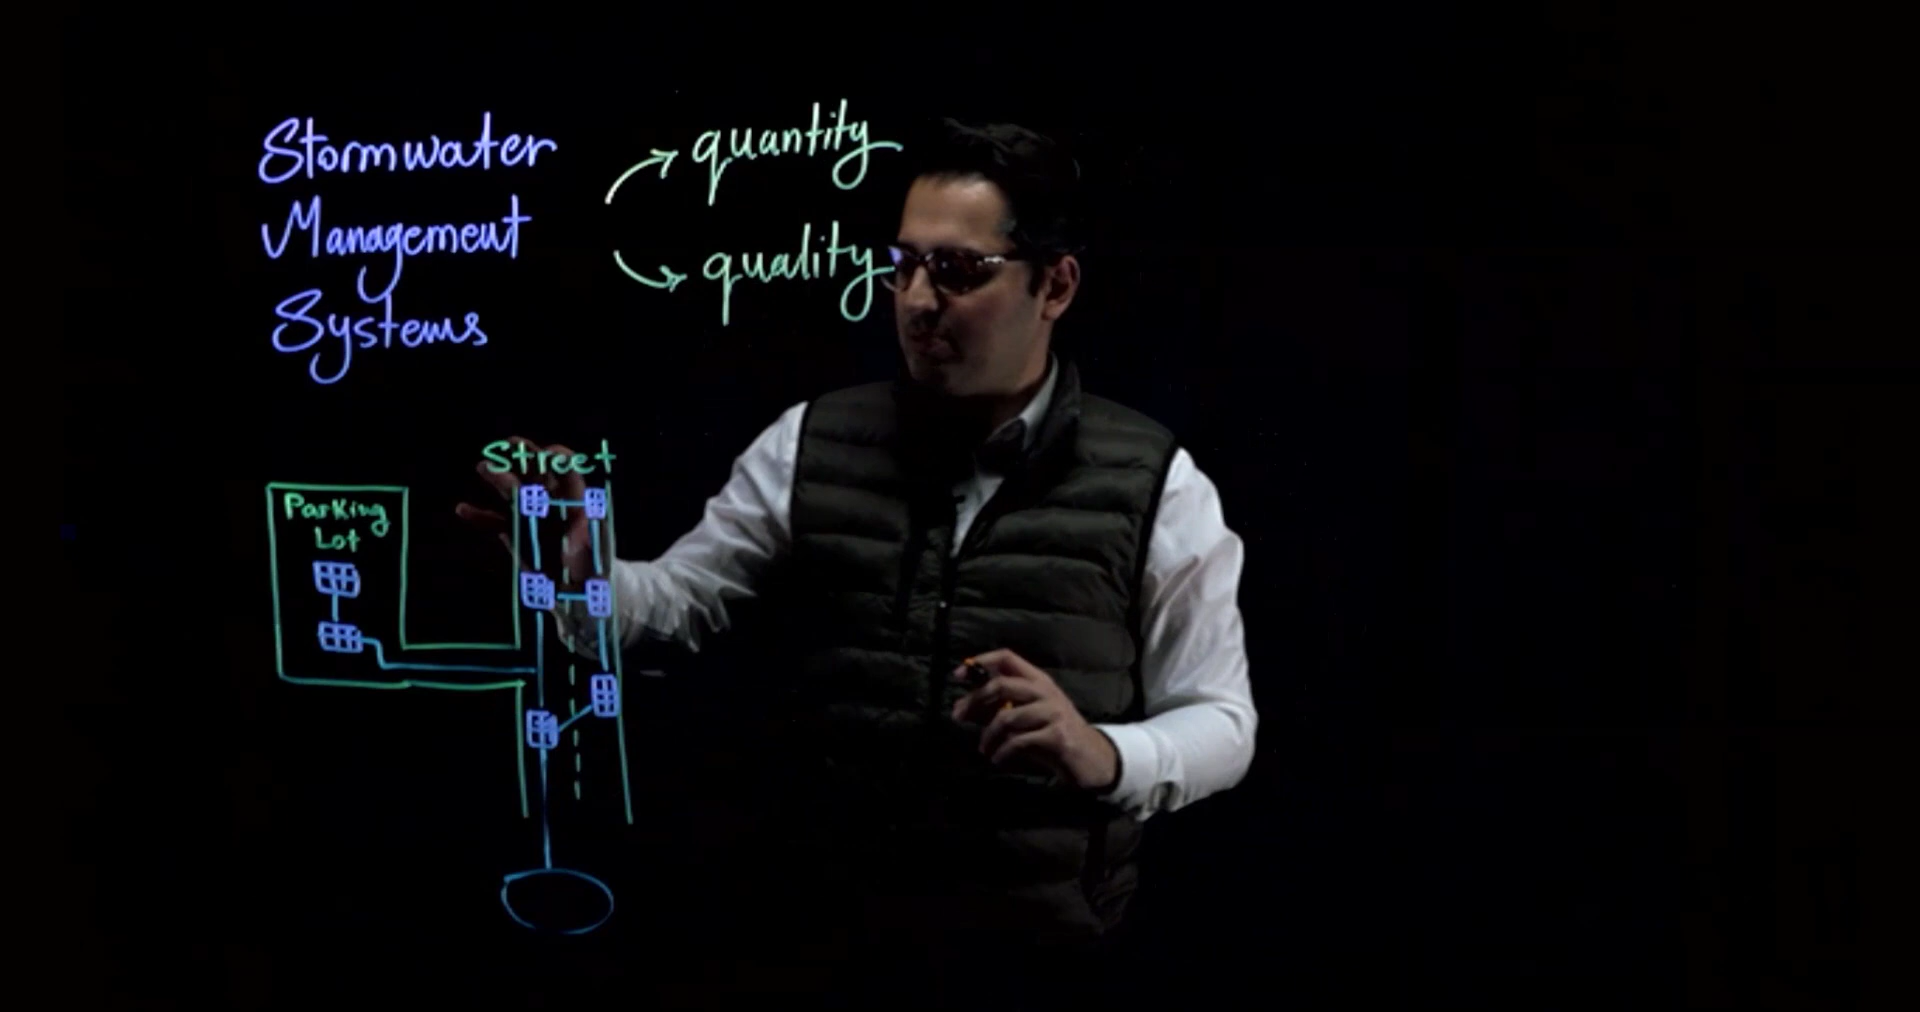 Stormwater
Management
Systems
quantity
quality
Street
Parking
Lot